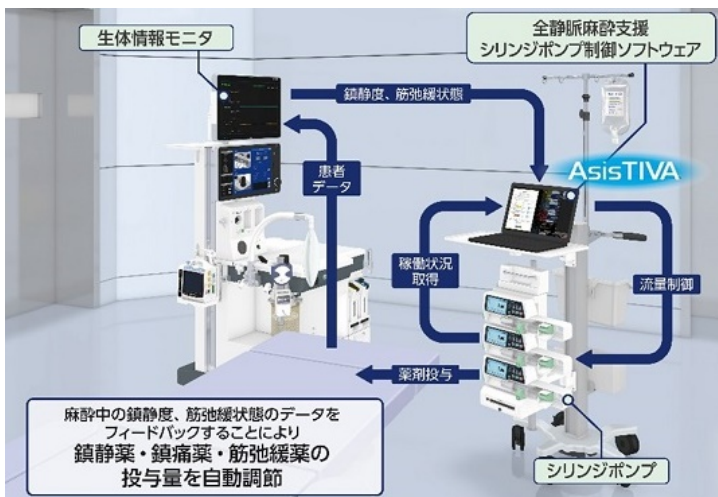 生体情報モニタ
全静脈麻酔支援
シリンジポンプ制御ソフトウェア
鎮静度、筋弛緩状態
AsisTIVA
患者
データ
稼働状況
取得
流量制御
薬剤投与
麻酔中の鎮静度、筋弛緩状態のデータを
フィードバックすることにより
鎮静薬・鎮痛薬・筋弛緩薬の
投与量を自動調節
シリンジポンプ